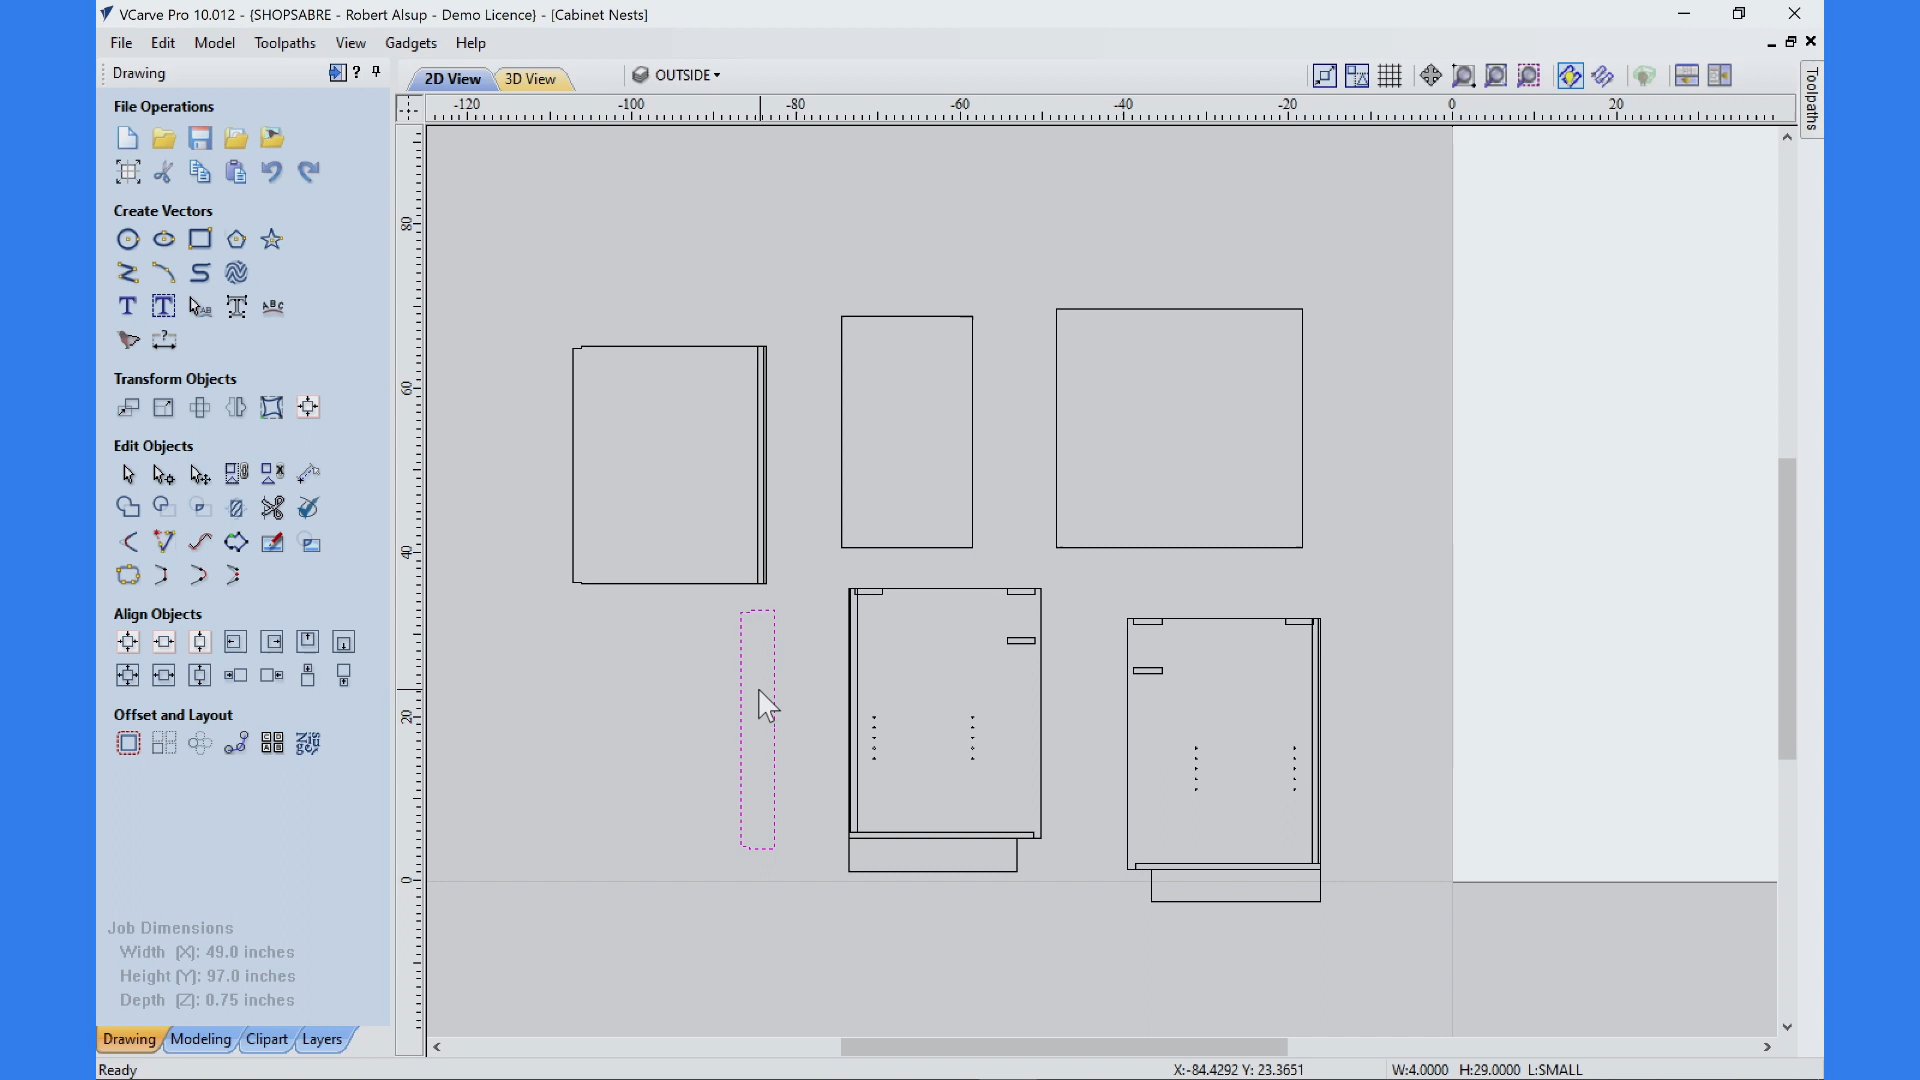 VCarve Pro 10.012 - {SHOPSABRE - Robert Alsup - Demo Licence} - [Cabinet Nests]
File Edit Model Toolpaths View Gadgets Help
Drawing
2D View 3D View OUTSIDE
Toolpaths
-120 -100 -80 -60 -40 -20 0 20
80
60
40
20
0
File Operations
Create Vectors
Transform Objects
Edit Objects
Align Objects
Offset and Layout
Job Dimensions
Width (X): 49.0 inches
Height (Y): 97.0 inches
Depth (Z): 0.75 inches
Drawing Modeling Clipart Layers
Ready X:-84.4292 Y: 23.3651 W:4.0000 H:29.0000 L:SMALL